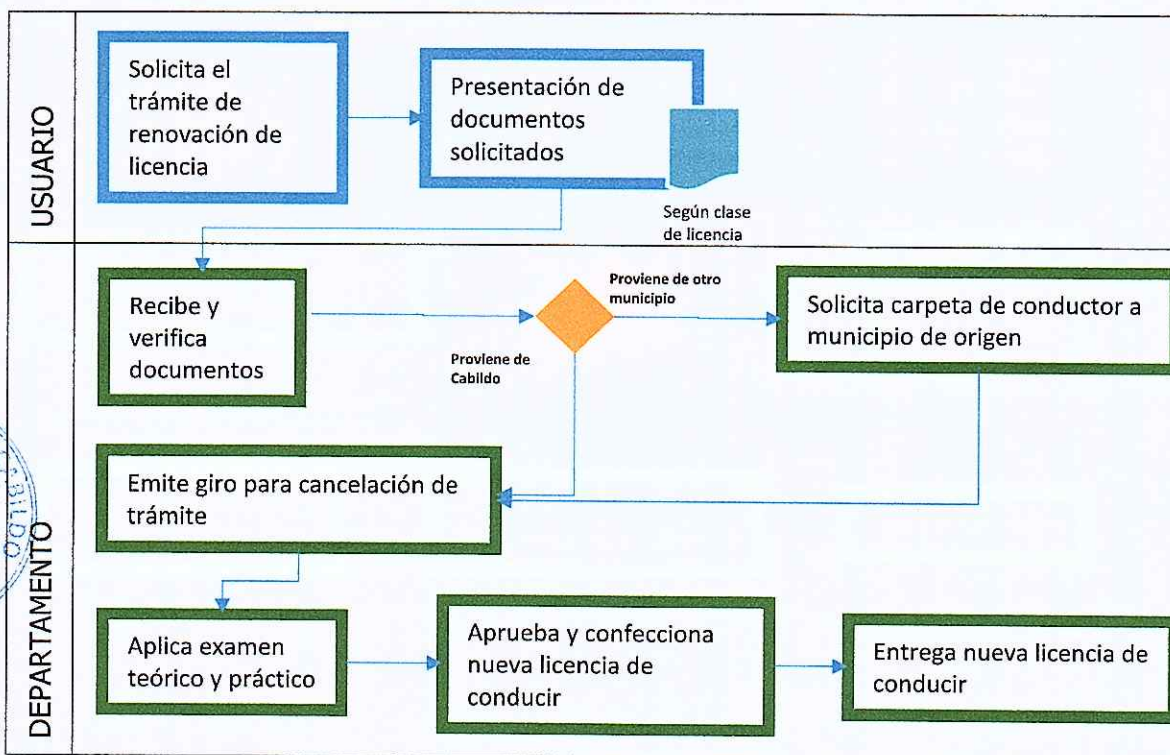 USUARIO
Solicita el
trámite de
renovación de
licencia
Presentación de
documentos
solicitados
Según clase
de licencia
DEPARTAMENTO
Recibe y
verifica
documentos
Proviene de otro
municipio
Proviene de
Cabildo
Solicita carpeta de conductor a
municipio de origen
Emite giro para cancelación de
trámite
Aplica examen
teórico y práctico
Aprueba y confecciona
nueva licencia de
conducir
Entrega nueva licencia de
conducir